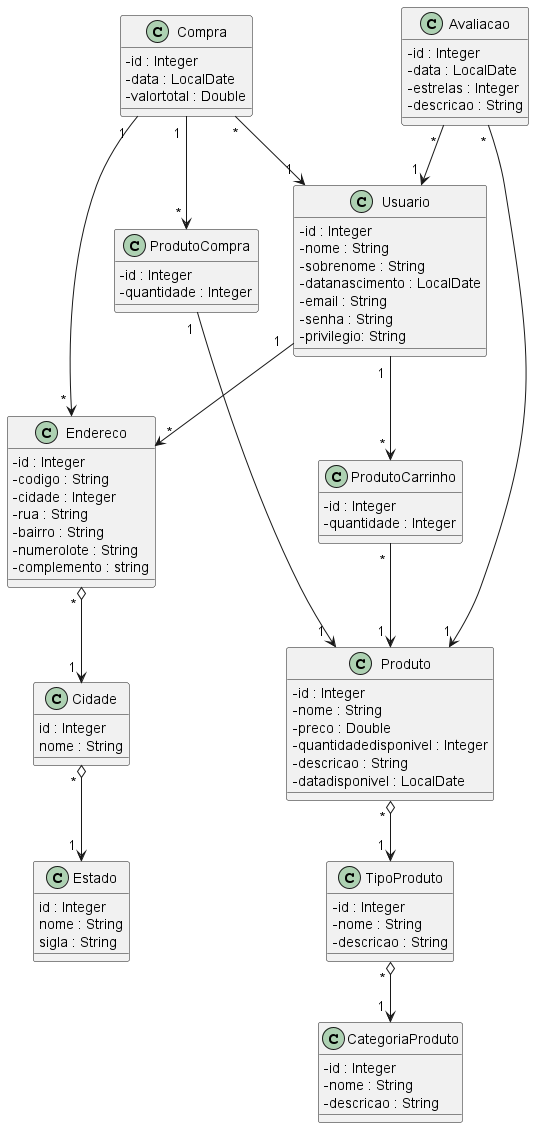 C Compra
-id : Integer
-data : LocalDate
-valortotal : Double
C Avaliacao
-id : Integer
-data : LocalDate
-estrelas : Integer
-descricao : String
1
1
*
*
*
*
1
1
C Usuario
-id : Integer
-nome : String
-sobrenome : String
-datanascimento : LocalDate
-email : String
-senha : String
-privilegio: String
C ProdutoCompra
-id : Integer
-quantidade : Integer
1
1
1
*
*
*
C Endereco
-id : Integer
-codigo : String
-cidade : Integer
-rua : String
-bairro : String
-numerolote : String
-complemento : string
C ProdutoCarrinho
-id : Integer
-quantidade : Integer
*
*
1
1
1
1
C Cidade
id : Integer
nome : String
C Produto
-id : Integer
-nome : String
-preco : Double
-quantidadedisponivel : Integer
-descricao : String
-datadisponivel : LocalDate
*
1
*
1
C Estado
id : Integer
nome : String
sigla : String
C TipoProduto
-id : Integer
-nome : String
-descricao : String
*
1
C CategoriaProduto
-id : Integer
-nome : String
-descricao : String